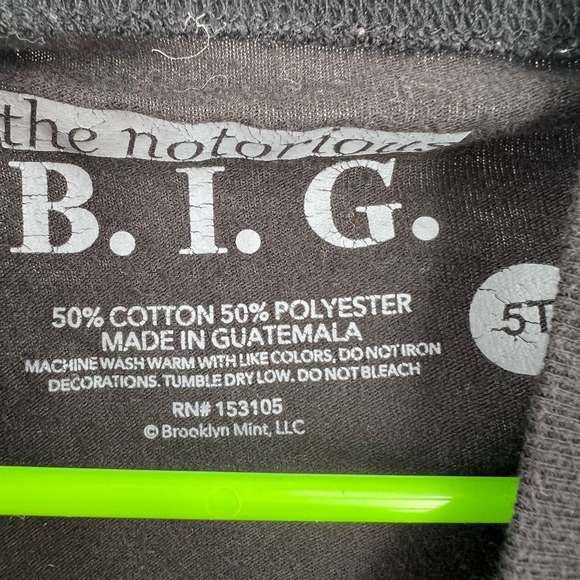 the notorious
B. I. G.
5T
50% COTTON 50% POLYESTER
MADE IN GUATEMALA
MACHINE WASH WARM WITH LIKE COLORS, DO NOT IRON
DECORATIONS. TUMBLE DRY LOW. DO NOT BLEACH
RN# 153105
© Brooklyn Mint, LLC